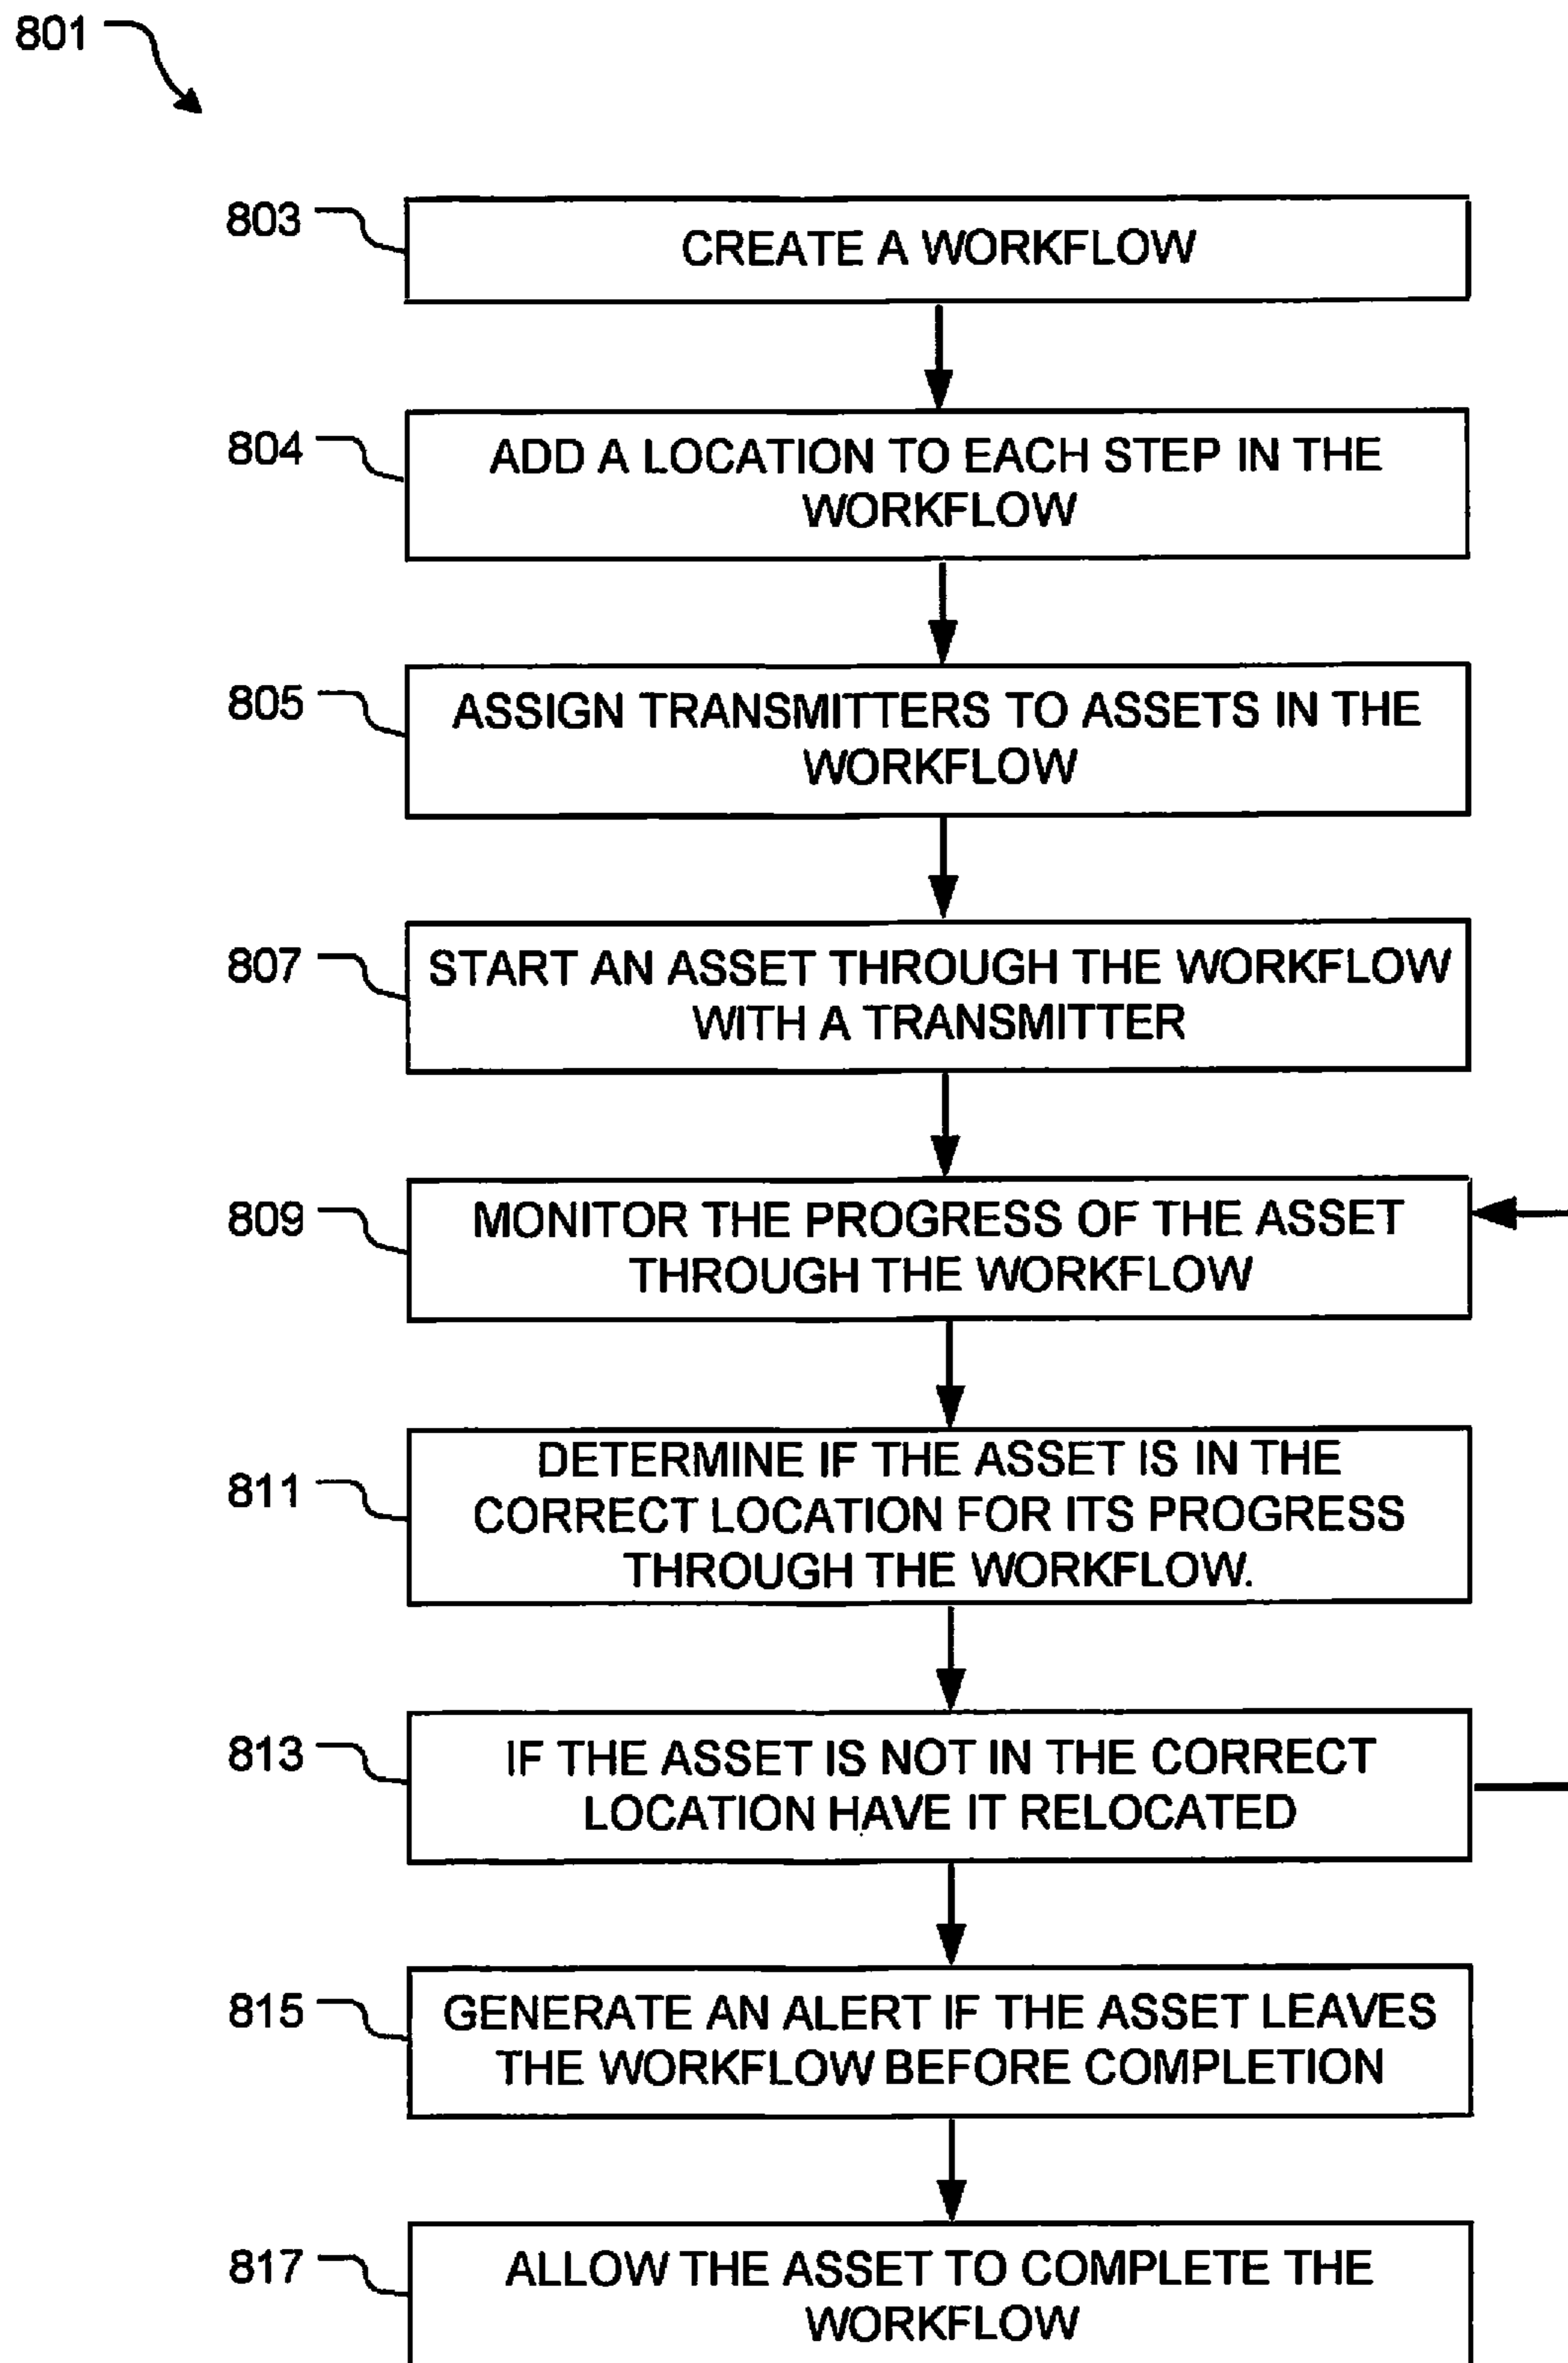 801
803
CREATE A WORKFLOW
804
ADD A LOCATION TO EACH STEP IN THE
WORKFLOW
805
ASSIGN TRANSMITTERS TO ASSETS IN THE
WORKFLOW
807
START AN ASSET THROUGH THE WORKFLOW
WITH A TRANSMITTER
809
MONITOR THE PROGRESS OF THE ASSET
THROUGH THE WORKFLOW
811
DETERMINE IF THE ASSET IS IN THE
CORRECT LOCATION FOR ITS PROGRESS
THROUGH THE WORKFLOW.
813
IF THE ASSET IS NOT IN THE CORRECT
LOCATION HAVE IT RELOCATED
815
GENERATE AN ALERT IF THE ASSET LEAVES
THE WORKFLOW BEFORE COMPLETION
817
ALLOW THE ASSET TO COMPLETE THE
WORKFLOW